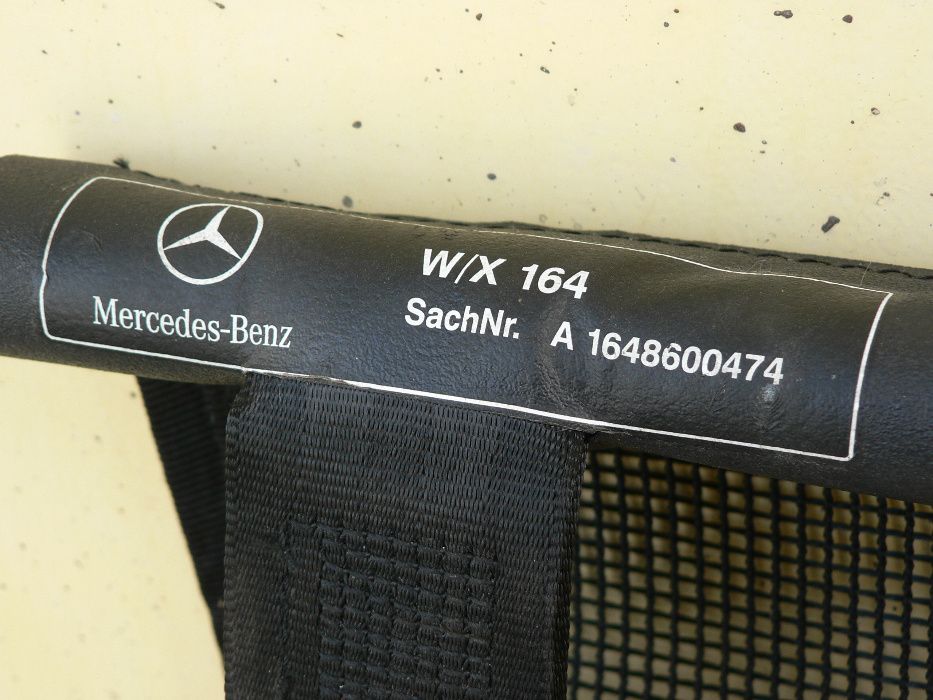 Mercedes-Benz
W/X 164
SachNr. A 1648600474